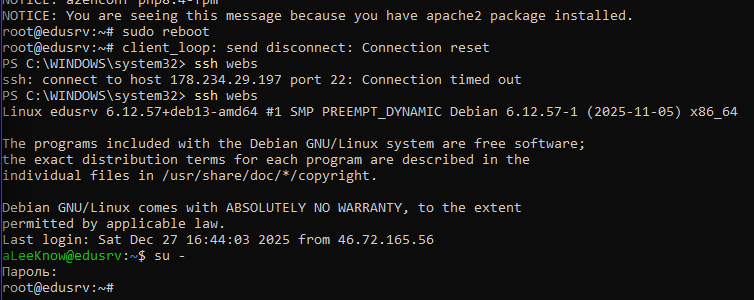 NOTICE: a2enconf php8.4-fpm
NOTICE: You are seeing this message because you have apache2 package installed.
root@edusrv:~# sudo reboot
root@edusrv:~# client_loop: send disconnect: Connection reset
PS C:\WINDOWS\system32> ssh webs
ssh: connect to host 178.234.29.197 port 22: Connection timed out
PS C:\WINDOWS\system32> ssh webs
Linux edusrv 6.12.57+deb13-amd64 #1 SMP PREEMPT_DYNAMIC Debian 6.12.57-1 (2025-11-05) x86_64
The programs included with the Debian GNU/Linux system are free software;
the exact distribution terms for each program are described in the
individual files in /usr/share/doc/*/copyright.
Debian GNU/Linux comes with ABSOLUTELY NO WARRANTY, to the extent
permitted by applicable law.
Last login: Sat Dec 27 16:44:03 2025 from 46.72.165.56
aLeeKnow@edusrv:~$ su -
Пароль:
root@edusrv:~#